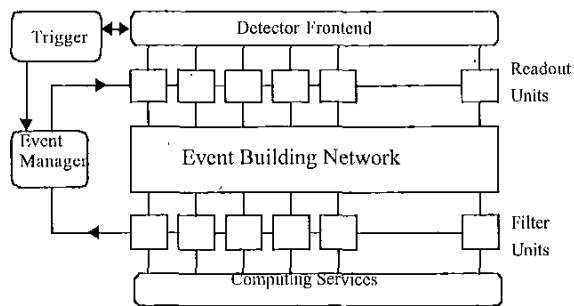 Trigger
Detector Frontend
Readout
Units
Event
Manager
Event Building Network
Filter
Units
Computing Services